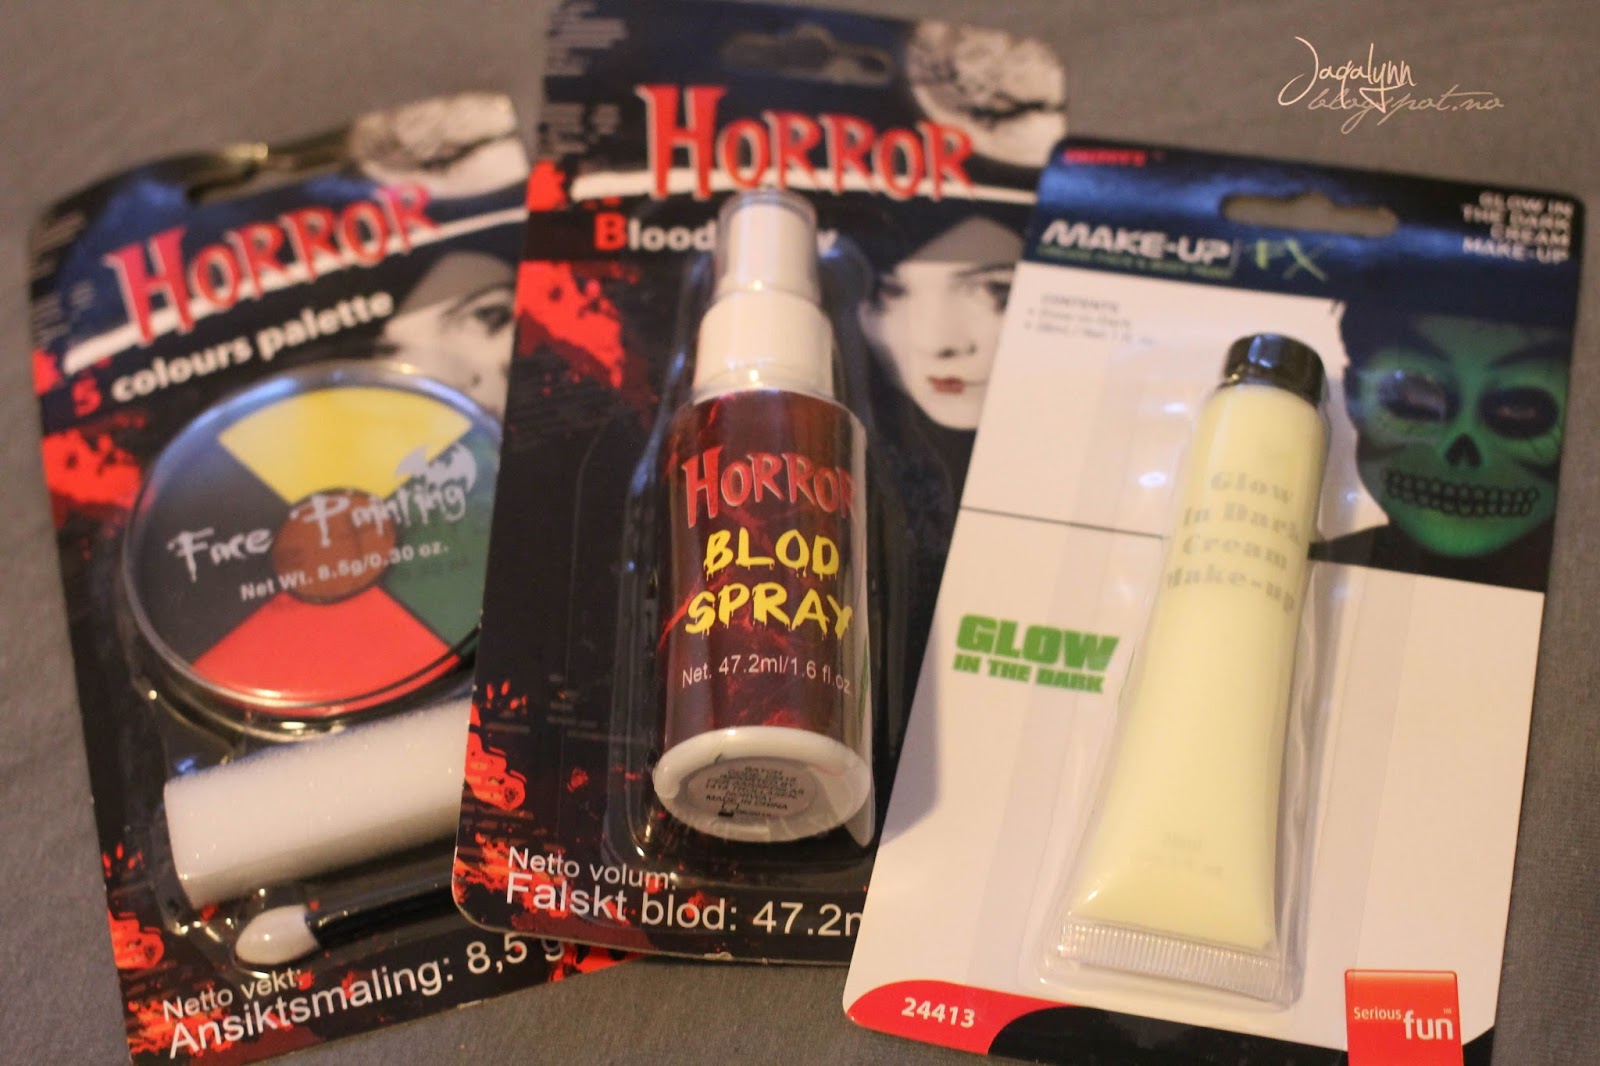 Jagalynn
blogspot.no
HORROR
5 colours palette
Face Painting
Net Wt. 8.5g/0.30 oz.
Netto vekt:
Ansiktsmaling: 8,5 g
HORROR
Blood
HORROR
BLOD
SPRAY
Net. 47.2ml/1.6 fl.oz.
MADE IN CHINA
Netto volum:
Falskt blod: 47.2m
MAKE-UP FX
GLOW IN
THE DARK
CREAM
MAKE-UP
CONTENTS
Glow
In Dark
Cream
Make-up
GLOW
IN THE DARK
24413
Serious
fun™